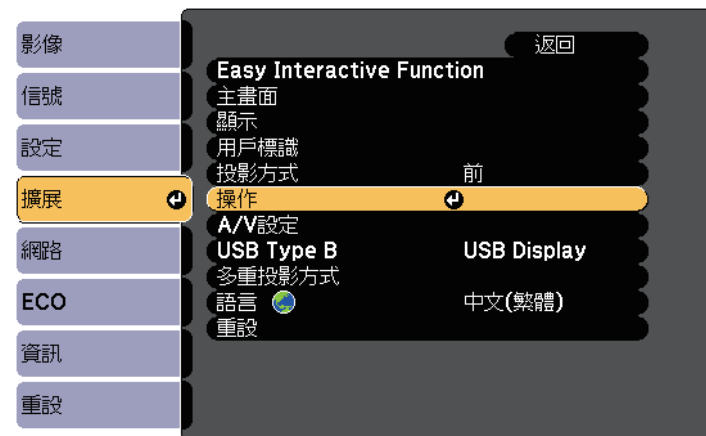 影像
信號
設定
擴展
網路
ECO
資訊
重設
返回
Easy Interactive Function
主畫面
顯示
用戶標識
投影方式 前
操作
A/V設定
USB Type B USB Display
多重投影方式
語言 中文(繁體)
重設